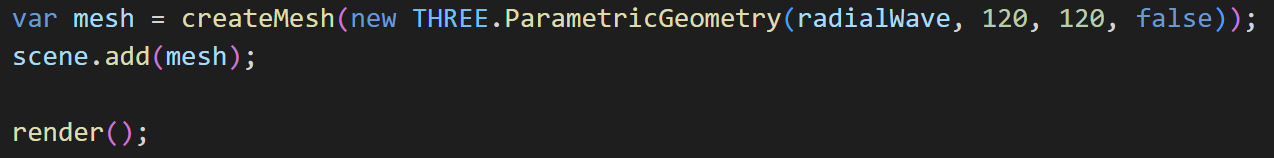 var mesh = createMesh(new THREE.ParametricGeometry(radialWave, 120, 120, false));
scene.add(mesh);
render();